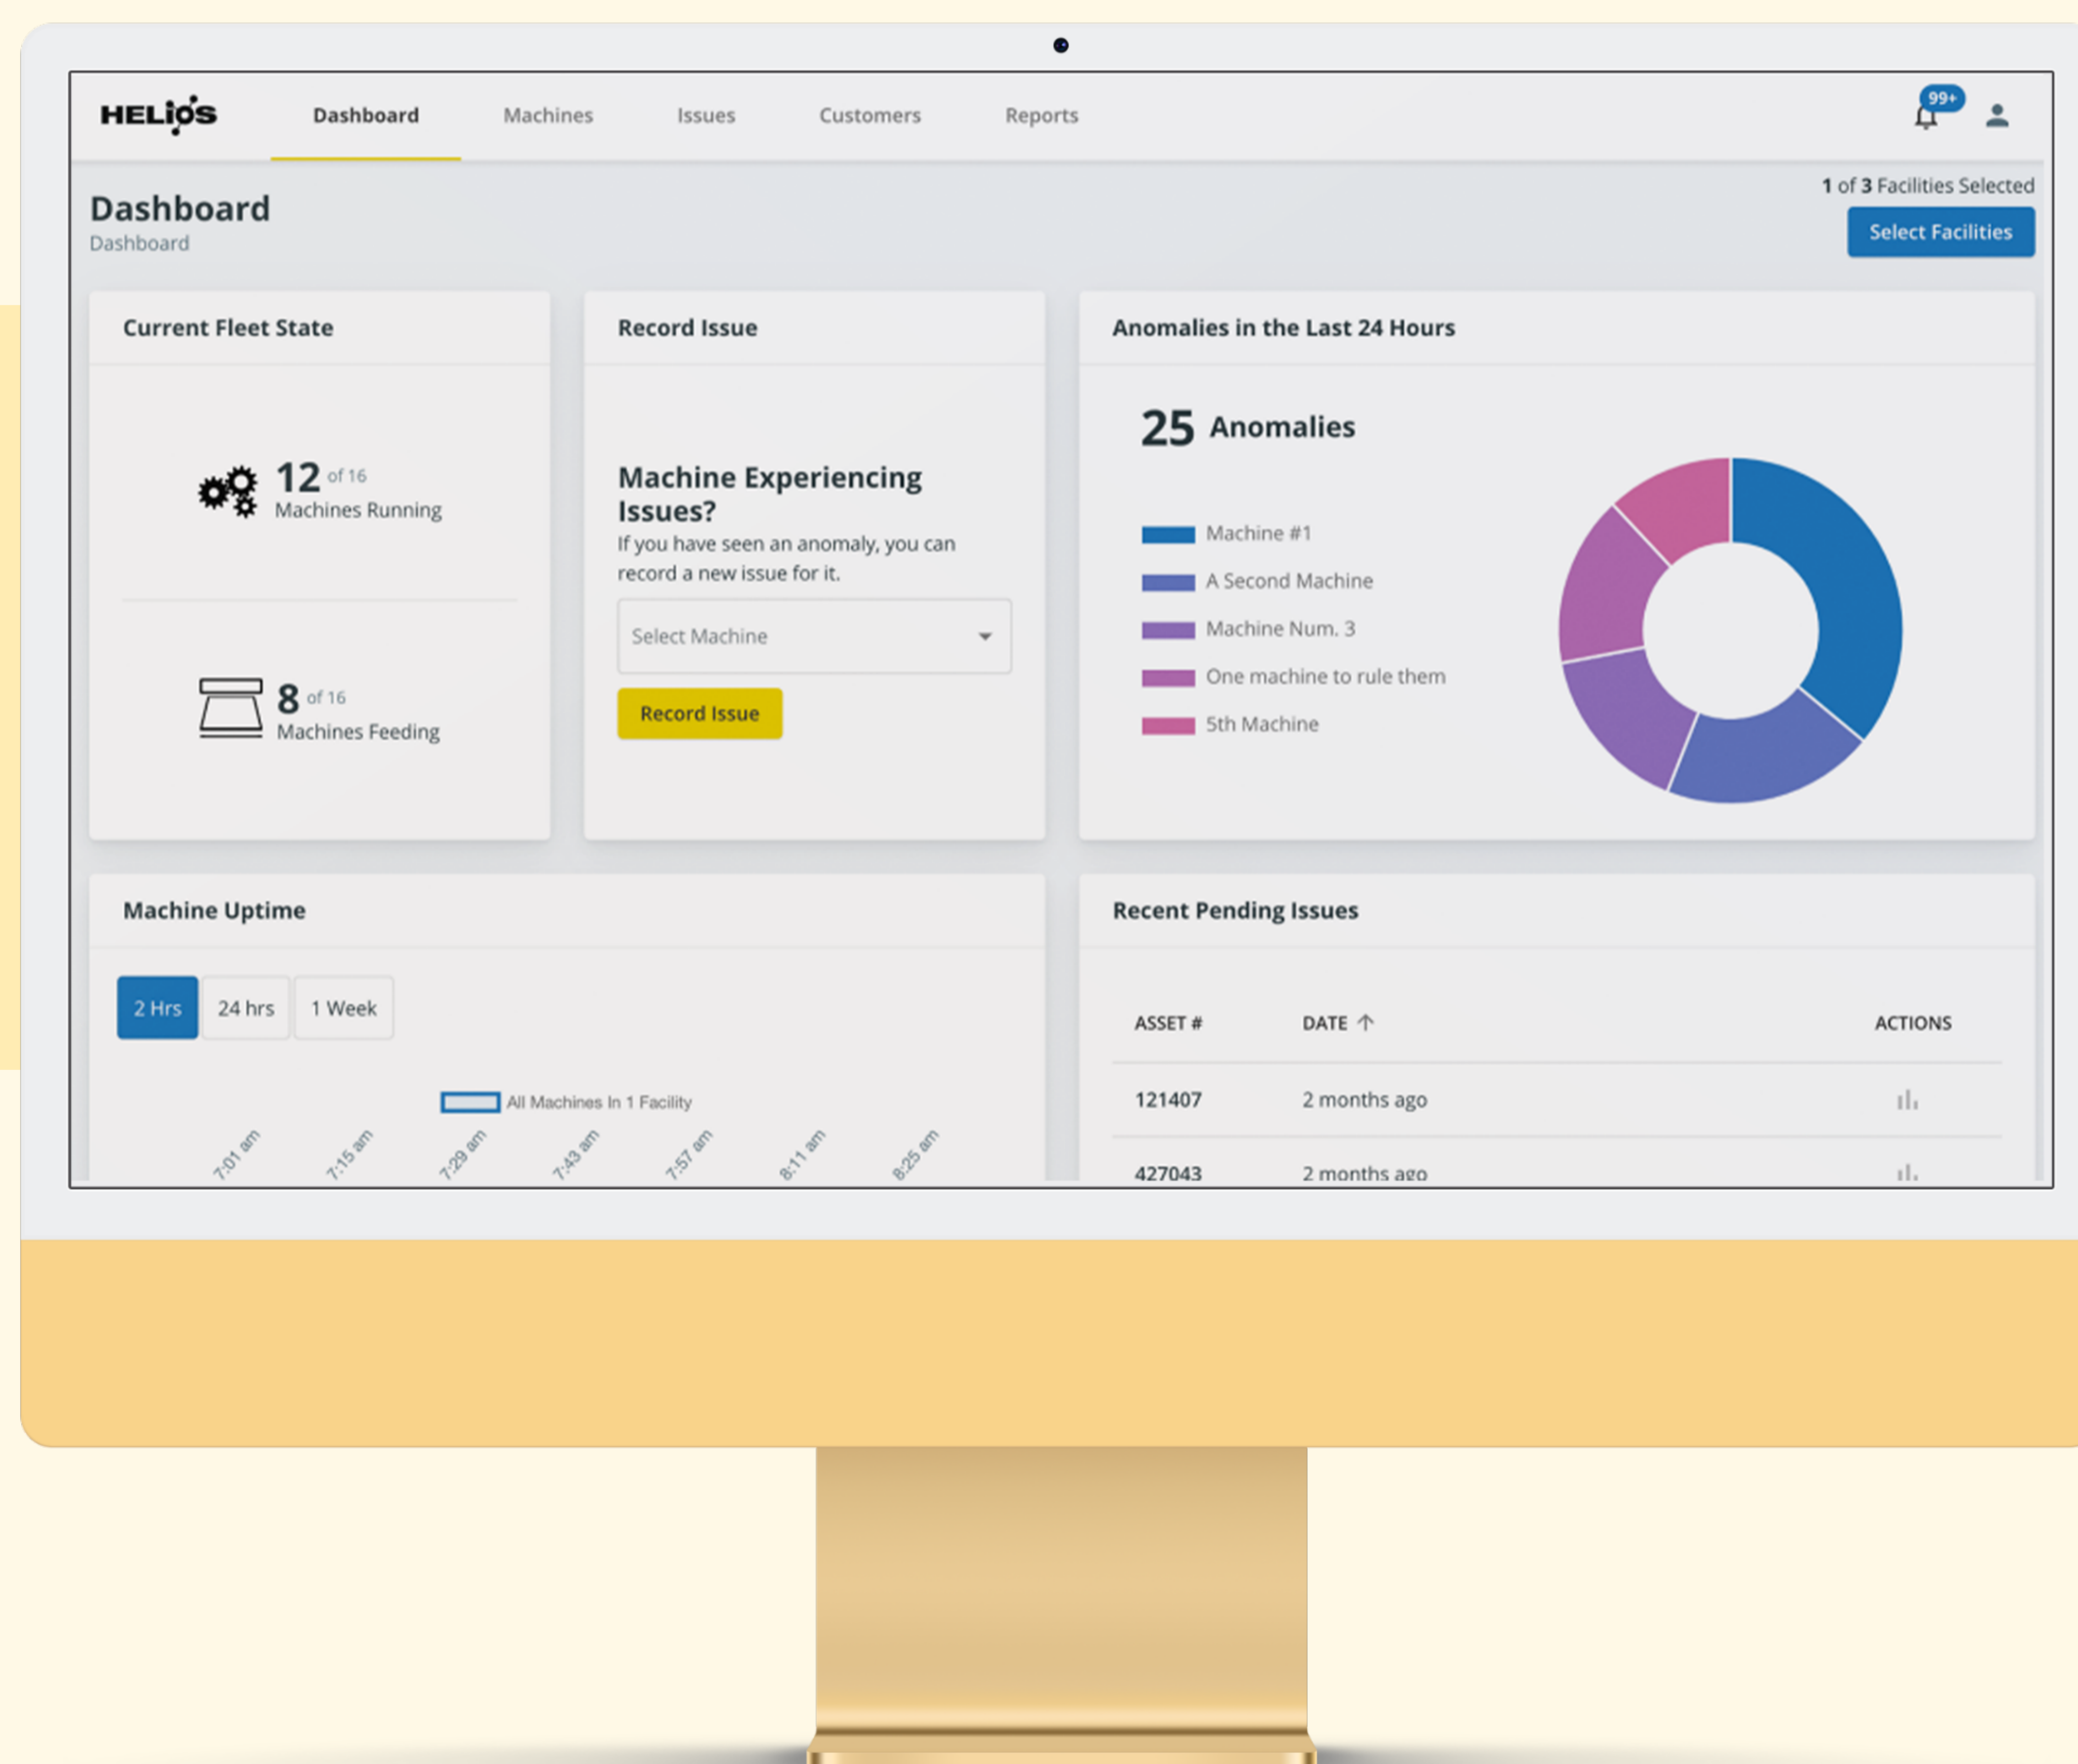 HELiOS
Dashboard
Machines
Issues
Customers
Reports
99+
Dashboard
Dashboard
1 of 3 Facilities Selected
Select Facilities
Current Fleet State
12 of 16
Machines Running
8 of 16
Machines Feeding
Record Issue
Machine Experiencing
Issues?
If you have seen an anomaly, you can
record a new issue for it.
Select Machine
Record Issue
Anomalies in the Last 24 Hours
25 Anomalies
Machine #1
A Second Machine
Machine Num. 3
One machine to rule them
5th Machine
Machine Uptime
2 Hrs
24 hrs
1 Week
All Machines In 1 Facility
7:01 am
7:15 am
7:29 am
7:43 am
7:57 am
8:11 am
8:25 am
Recent Pending Issues
ASSET #
DATE
ACTIONS
121407
2 months ago
427043
2 months ago